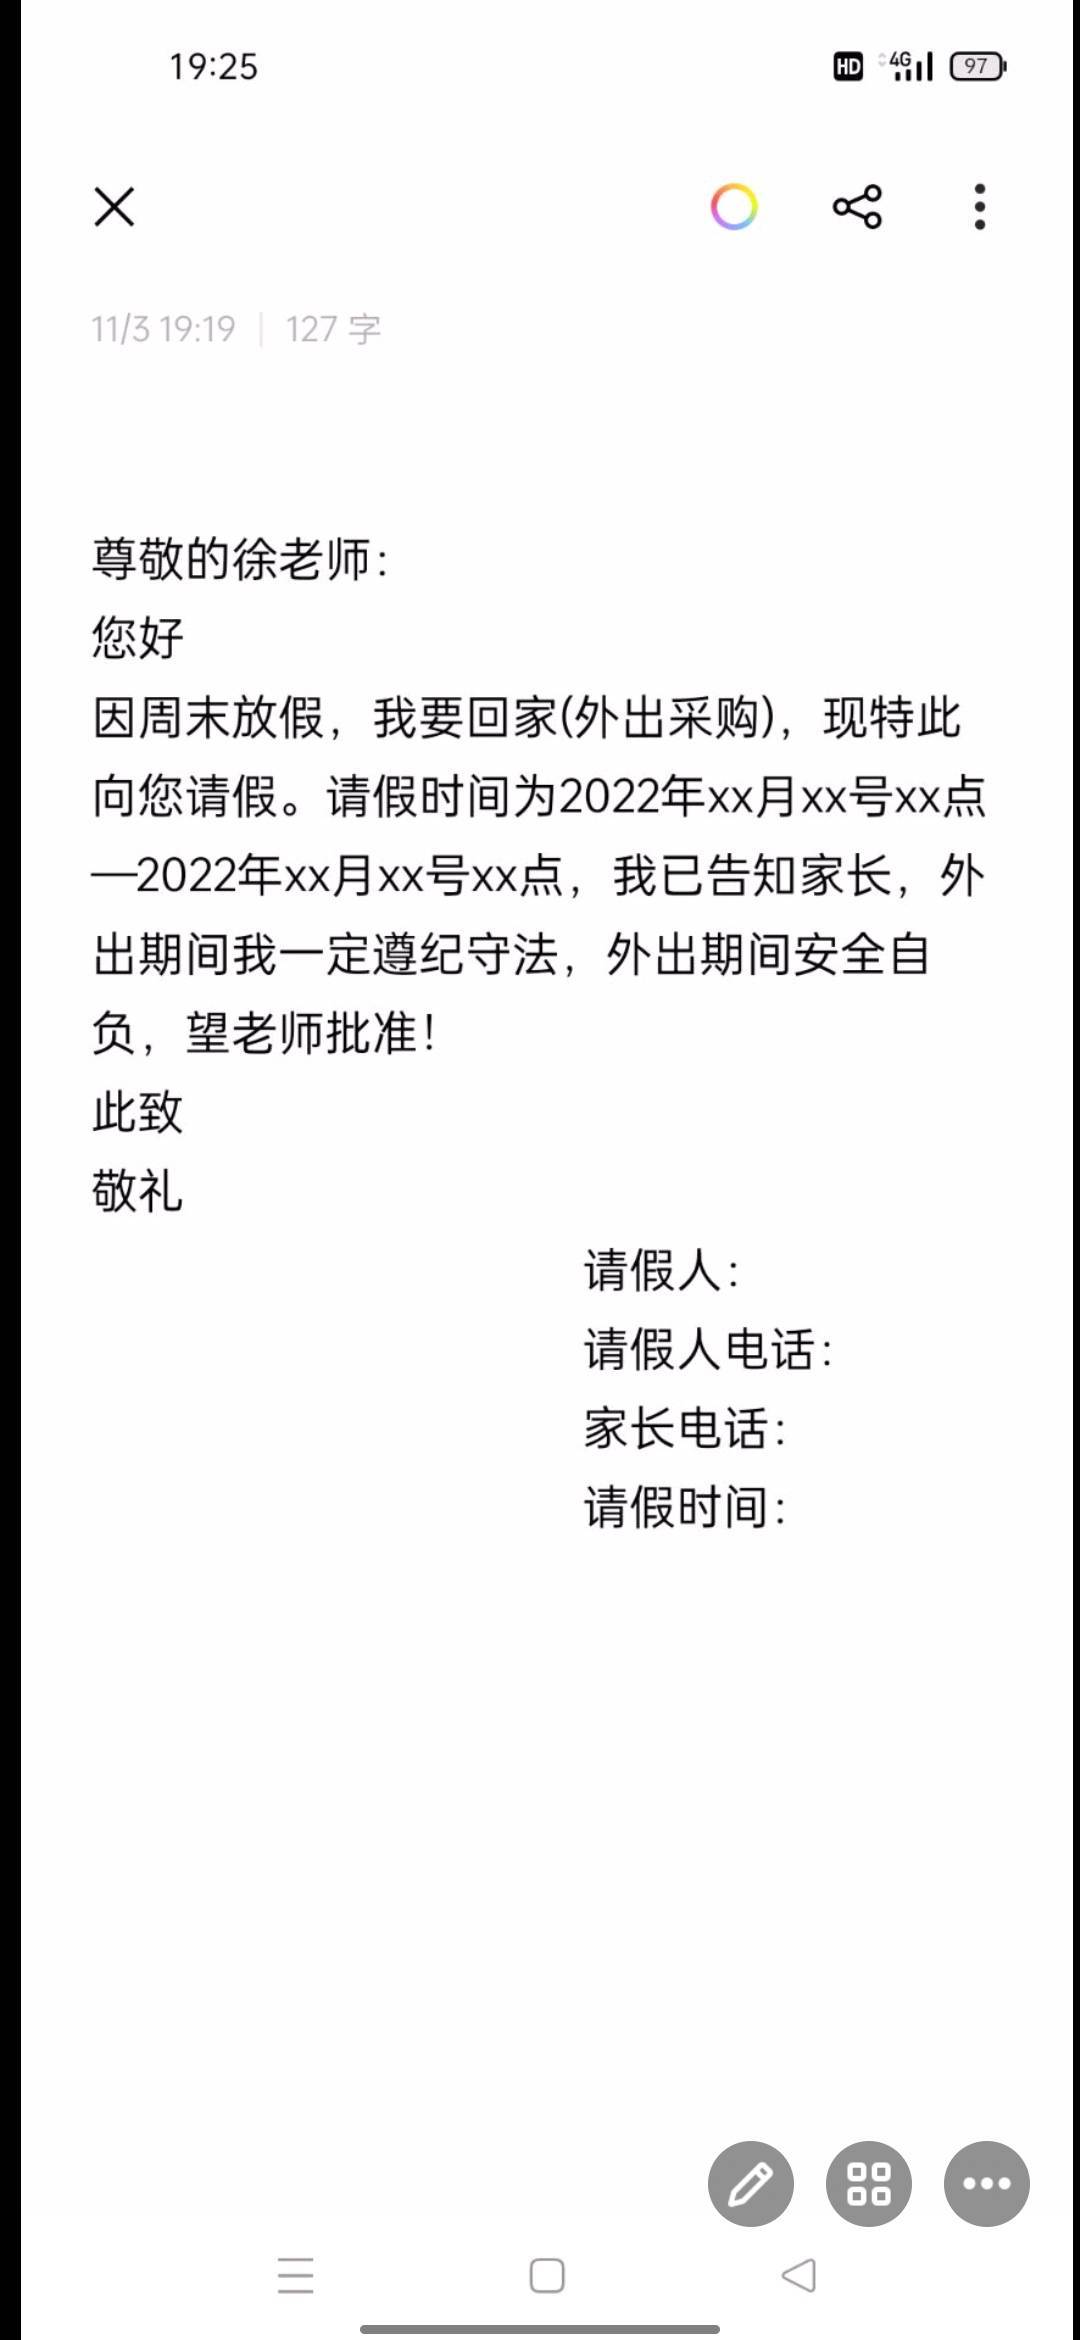 19:25
HD 4G 97
11/3 19:19 | 127 字
尊敬的徐老师:
您好
因周末放假，我要回家(外出采购)，现特此
向您请假。请假时间为2022年xx月xx号xx点
—2022年xx月xx号xx点，我已告知家长，外
出期间我一定遵纪守法，外出期间安全自
负，望老师批准！
此致
敬礼
请假人:
请假人电话:
家长电话:
请假时间: